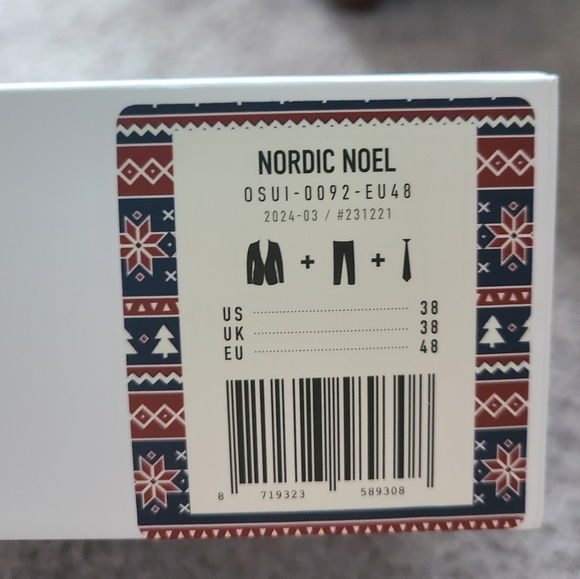 NORDIC NOEL
OSUI-0092-EU48
2024-03 / #231221
+ +
US 38
UK 38
EU 48
8 719323 589308